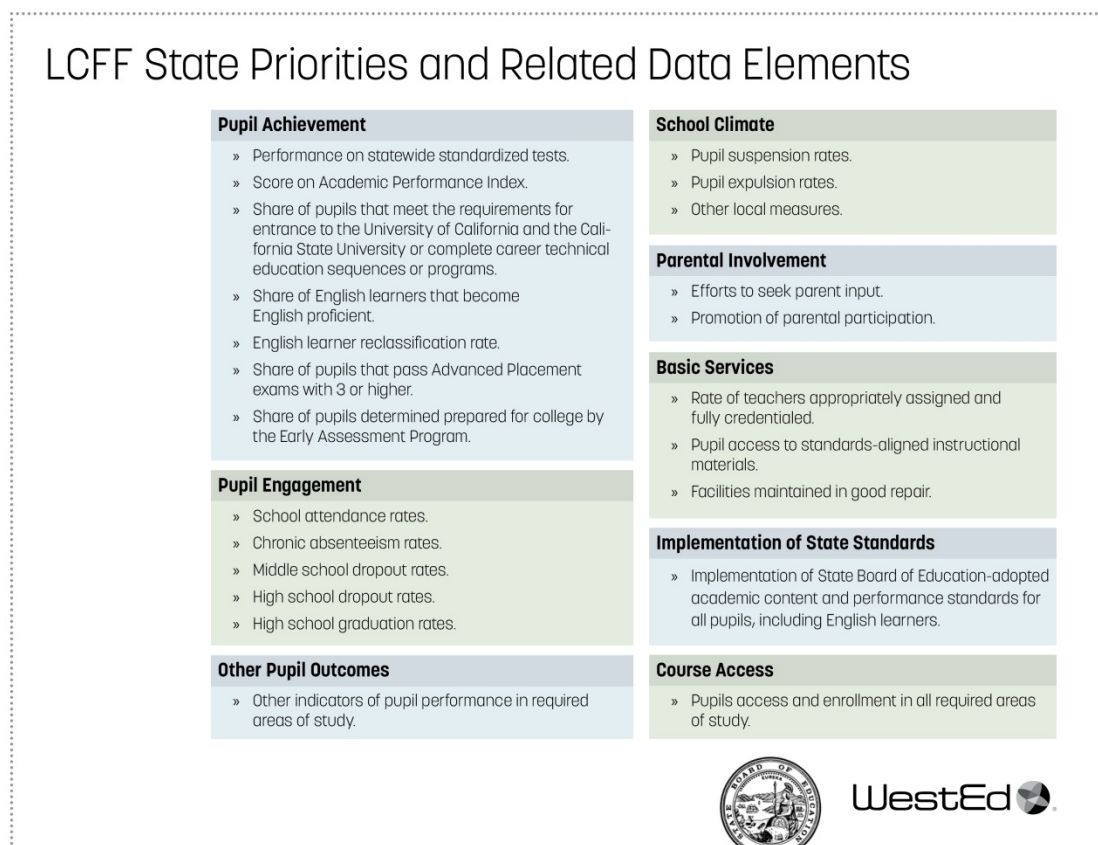 LCFF State Priorities and Related Data Elements
Pupil Achievement
» Performance on statewide standardized tests.
» Score on Academic Performance Index.
» Share of pupils that meet the requirements for
entrance to the University of California and the Cali-
fornia State University or complete career technical
education sequences or programs.
» Share of English learners that become
English proficient.
» English learner reclassification rate.
» Share of pupils that pass Advanced Placement
exams with 3 or higher.
» Share of pupils determined prepared for college by
the Early Assessment Program.
Pupil Engagement
» School attendance rates.
» Chronic absenteeism rates.
» Middle school dropout rates.
» High school dropout rates.
» High school graduation rates.
Other Pupil Outcomes
» Other indicators of pupil performance in required
areas of study.
School Climate
» Pupil suspension rates.
» Pupil expulsion rates.
» Other local measures.
Parental Involvement
» Efforts to seek parent input.
» Promotion of parental participation.
Basic Services
» Rate of teachers appropriately assigned and
fully credentialed.
» Pupil access to standards-aligned instructional
materials.
» Facilities maintained in good repair.
Implementation of State Standards
» Implementation of State Board of Education-adopted
academic content and performance standards for
all pupils, including English learners.
Course Access
» Pupils access and enrollment in all required areas
of study.
STATE BOARD OF EDUCATION
EUREKA
WestEd